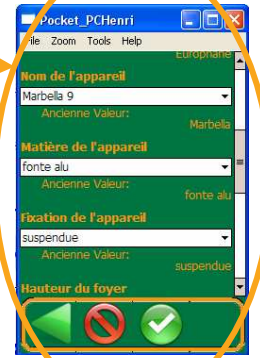 Pocket_PCHenri
File Zoom Tools Help
Europhane
Nom de l'appareil
Marbella 9
Ancienne Valeur:
Marbella
Matière de l'appareil
fonte alu
Ancienne Valeur:
fonte alu
Fixation de l'appareil
suspendue
Ancienne Valeur:
suspendue
Hauteur du foyer